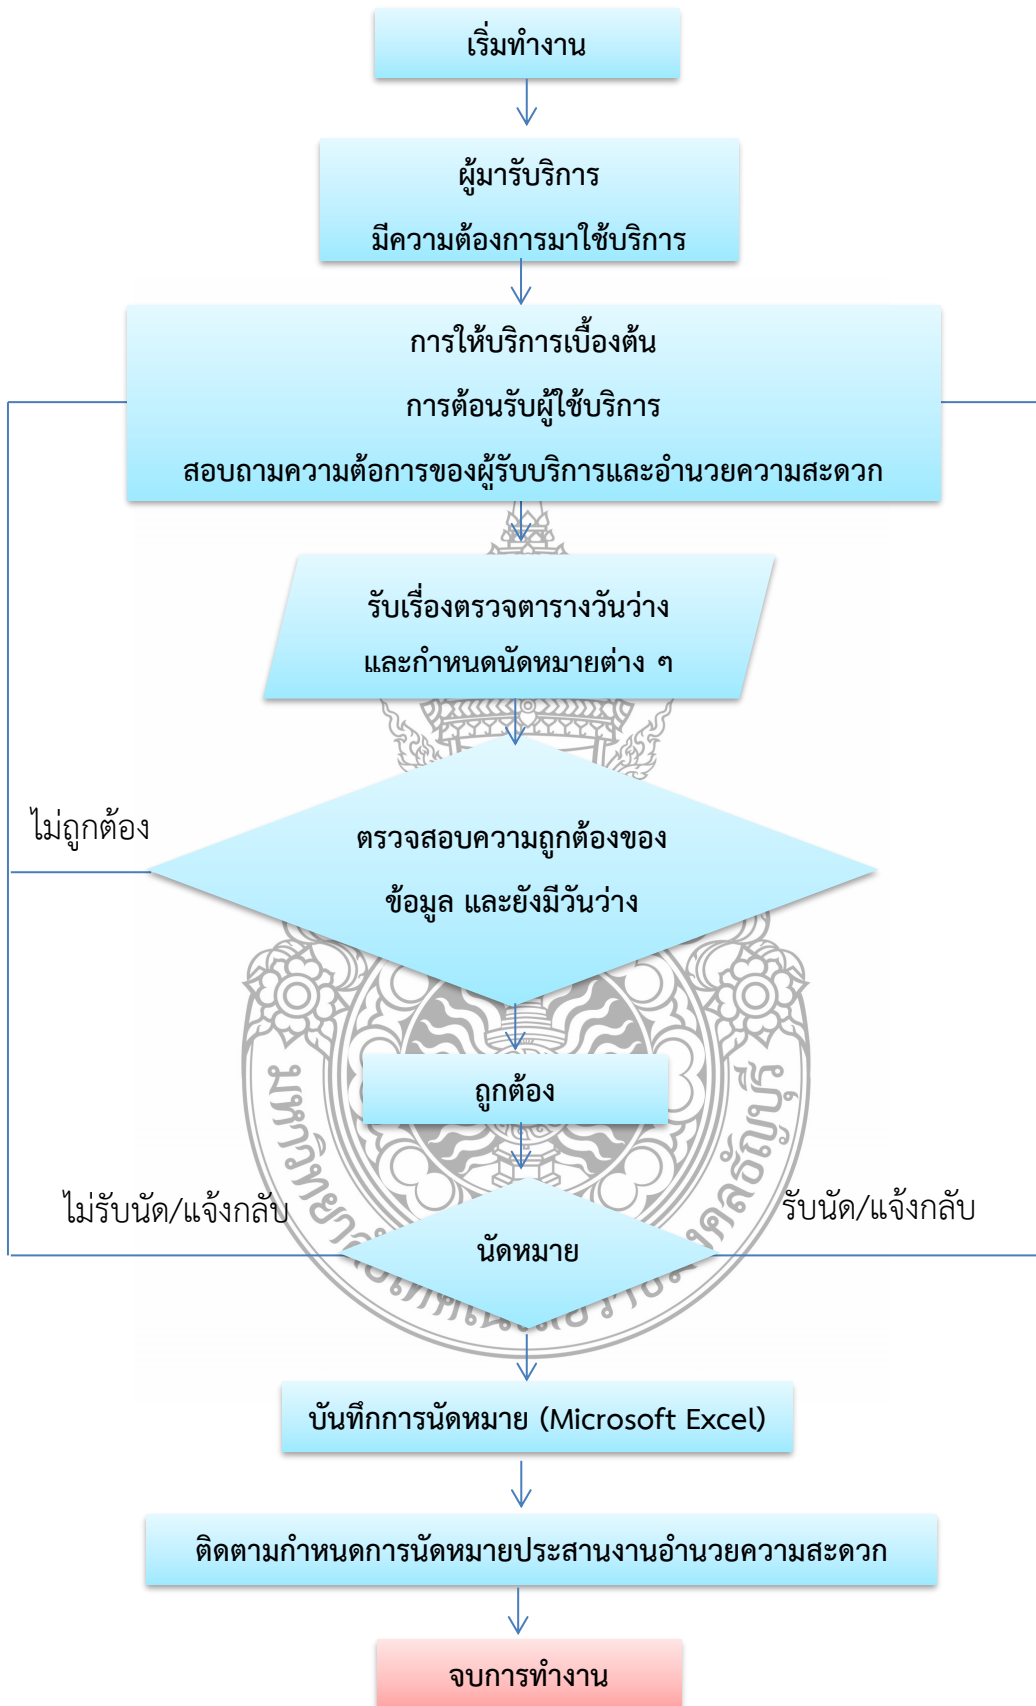 เริ่มทำงาน
ผู้มารับบริการ
มีความต้องการมาใช้บริการ
การให้บริการเบื้องต้น
การต้อนรับผู้ใช้บริการ
สอบถามความต้อการของผู้รับบริการและอำนวยความสะดวก
รับเรื่องตรวจตารางวันว่าง
และกำหนดนัดหมายต่าง ๆ
ไม่ถูกต้อง
ตรวจสอบความถูกต้องของ
ข้อมูล และยังมีวันว่าง
ถูกต้อง
ไม่รับนัด/แจ้งกลับ
รับนัด/แจ้งกลับ
นัดหมาย
บันทึกการนัดหมาย (Microsoft Excel)
ติดตามกำหนดการนัดหมายประสานงานอำนวยความสะดวก
จบการทำงาน